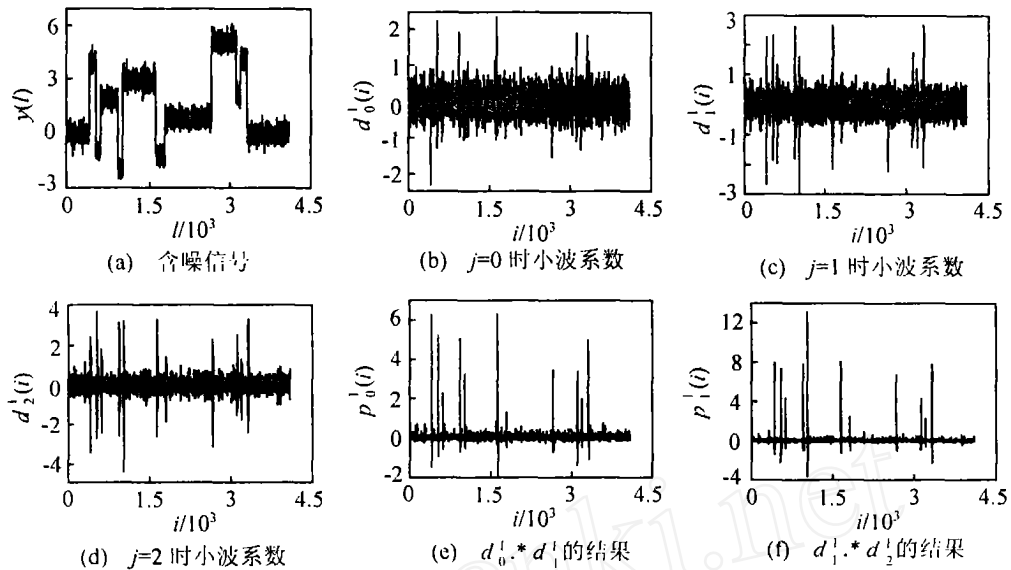 6
3
0
-3
y(l)
0 1.5 3 4.5
l/10³
(a) 含噪信号
2
1
0
-1
-2
d₀¹(i)
0 1.5 3 4.5
i/10³
(b) j=0 时小波系数
3
1
-1
-3
d₁¹(i)
0 1.5 3 4.5
i/10³
(c) j=1 时小波系数
4
2
0
-2
-4
d₂¹(i)
0 1.5 3 4.5
i/10³
(d) j=2 时小波系数
6
4
2
0
-2
p₀¹(i)
0 1.5 3 4.5
i/10³
(e) d₀¹.* d₁¹的结果
12
8
4
0
-4
p₁¹(i)
0 1.5 3 4.5
i/10³
(f) d₁¹.* d₂¹的结果